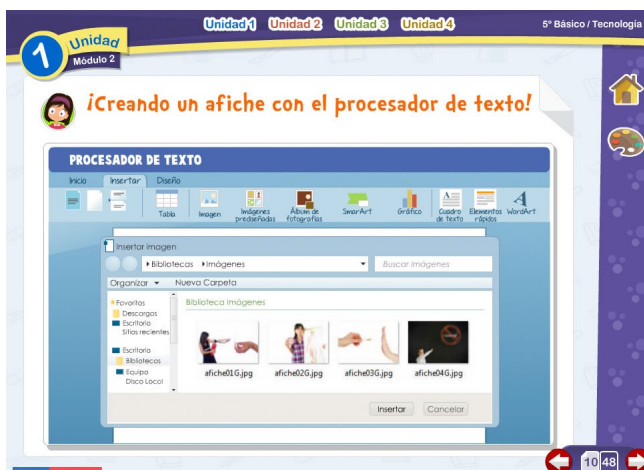 Unidad 1 Unidad 2 Unidad 3 Unidad 4
5° Básico / Tecnología
1 Unidad
Módulo 2
¡Creando un afiche con el procesador de texto!
PROCESADOR DE TEXTO
Inicio Insertar Diseño
Tabla Imagen Imágenes prediseñadas Álbum de fotografías SmarArt Gráfico Cuadro de texto Elementos rápidos WordArt
Insertar imagen
Bibliotecas Imágenes Buscar imágenes
Organizar Nueva Carpeta
Favoritos
Descargas
Escritorio
Sitios recientes
Escritorio
Bibliotecas
Equipo
Disco Local
Biblioteca Imágenes
afiche01G.jpg afiche02G.jpg afiche03G.jpg afiche04G.jpg
Insertar Cancelar
10 48